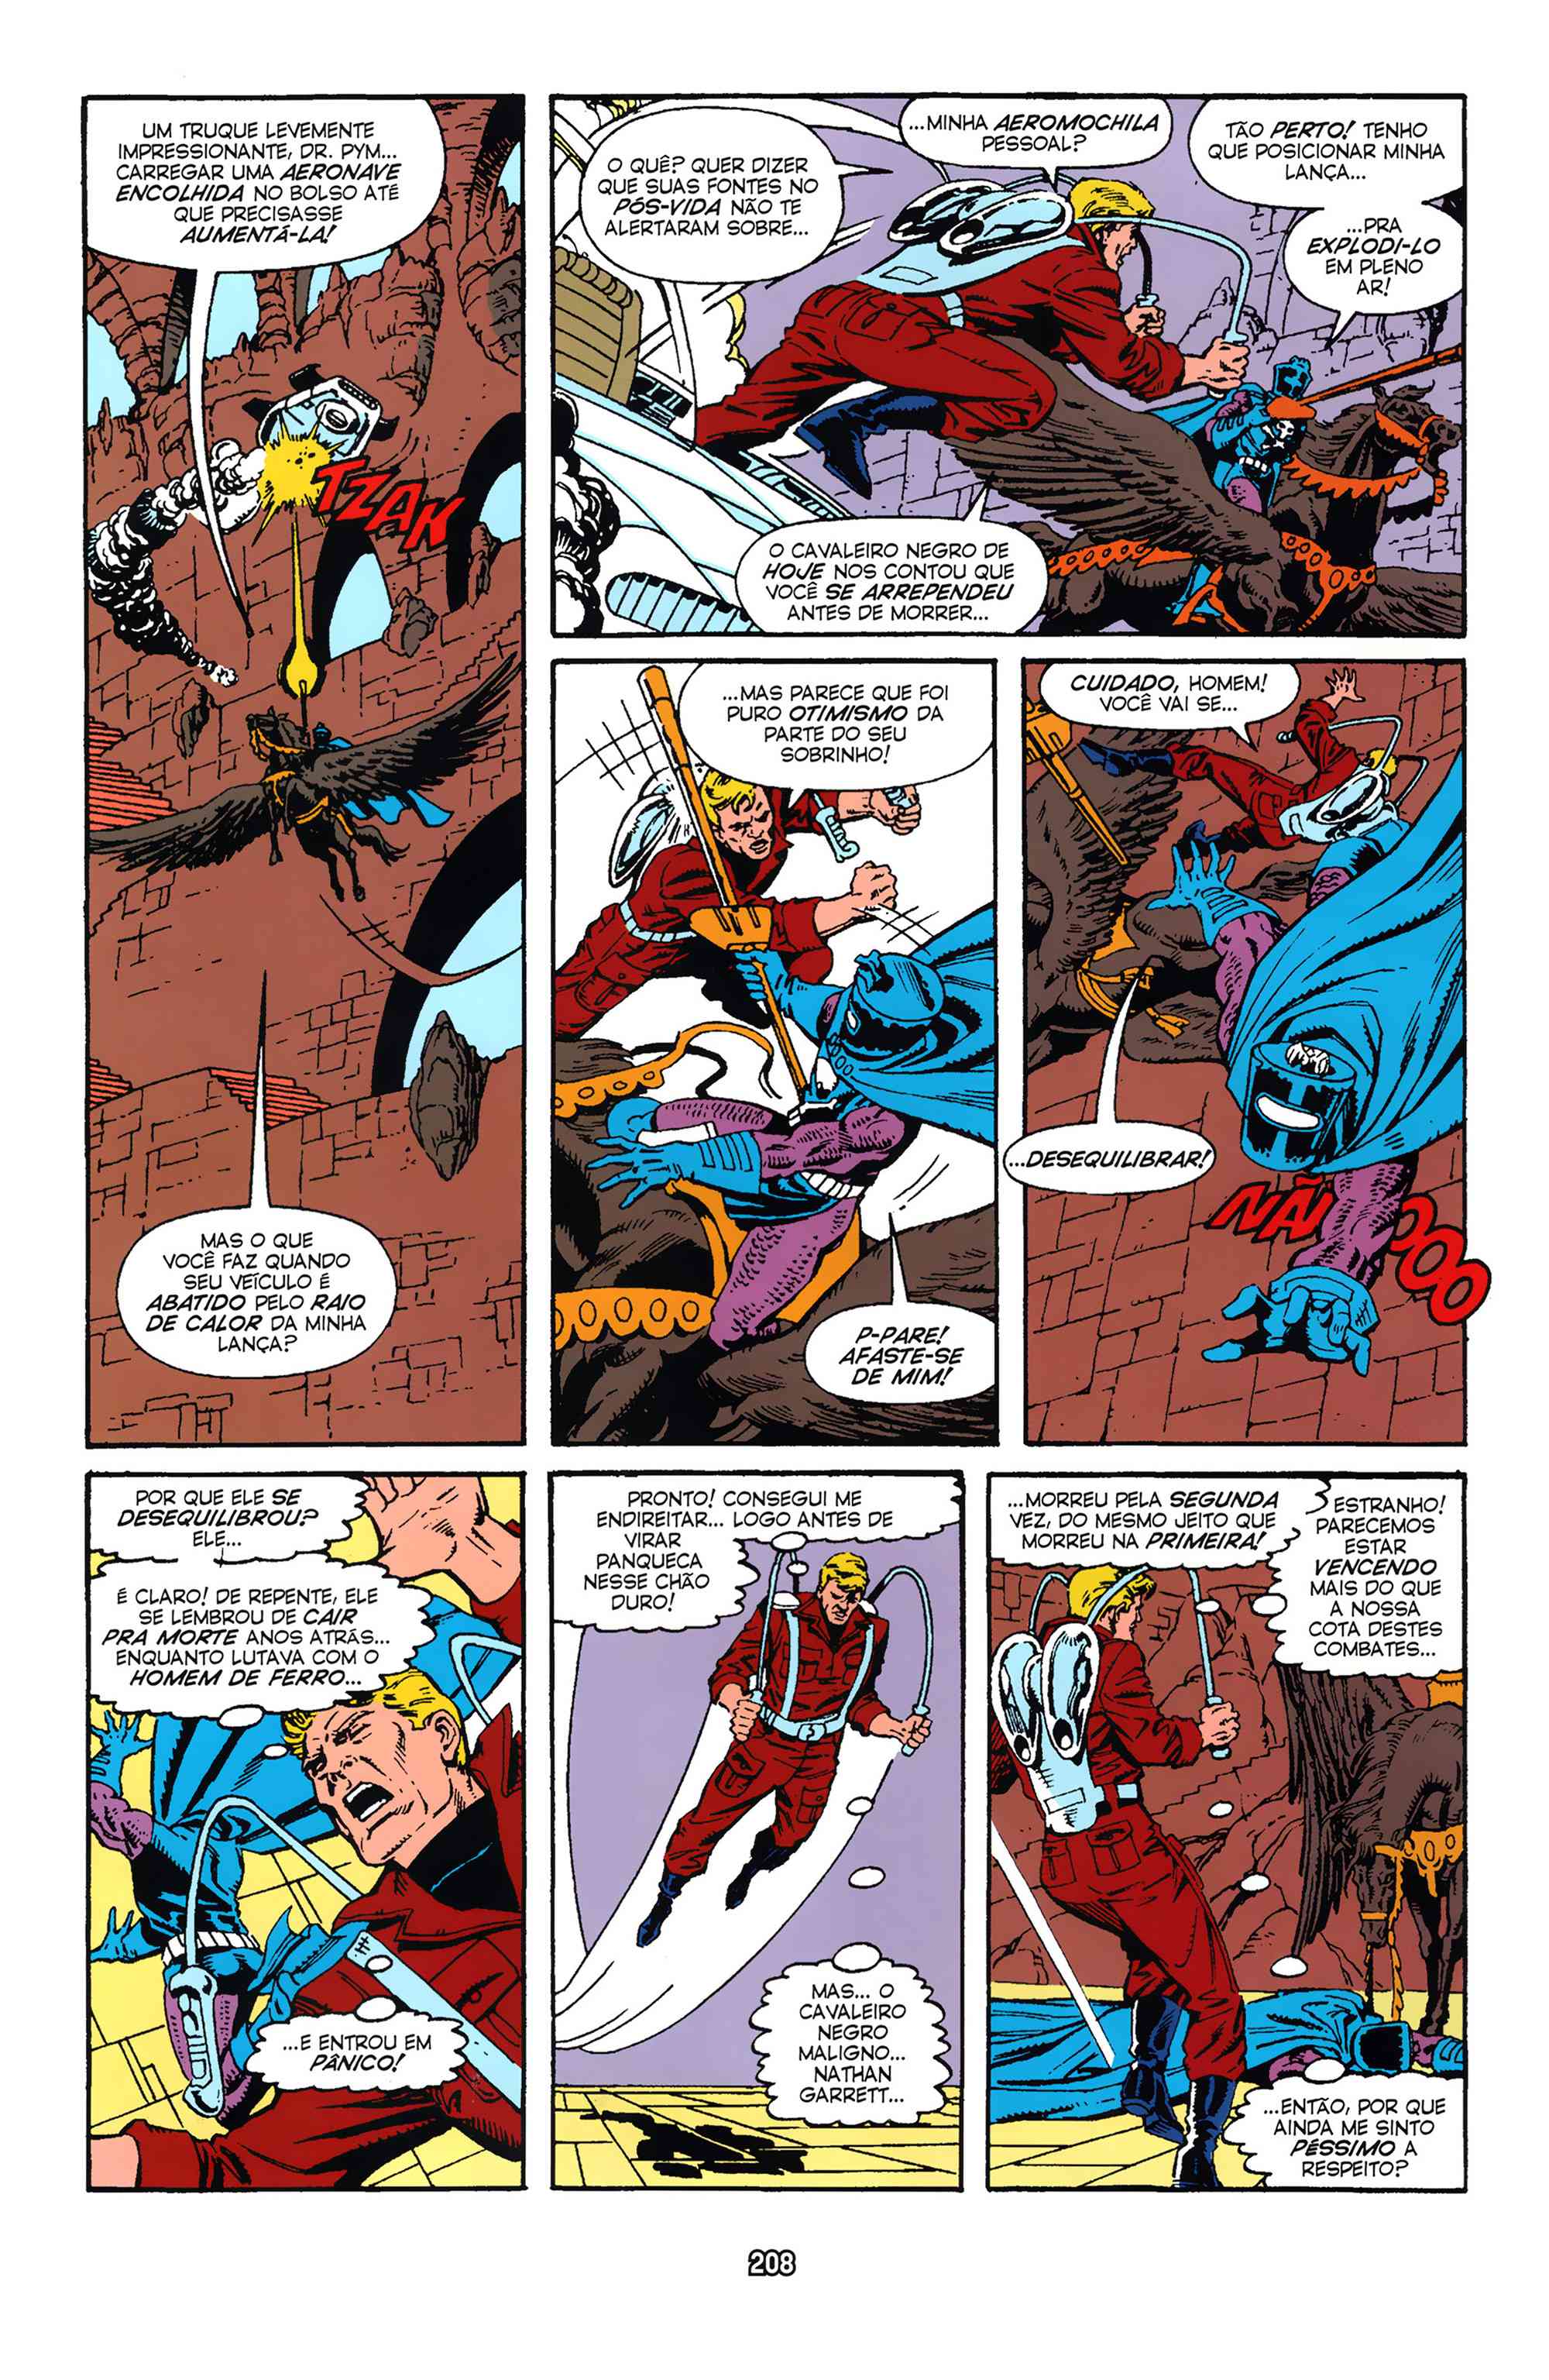 UM TRUQUE LEVEMENTE
IMPRESSIONANTE, DR. PYM...
CARREGAR UMA AERONAVE
ENCOLHIDA NO BOLSO ATÉ
QUE PRECISASSE
AUMENTÁ-LA!
TZAK
MAS O QUE
VOCÊ FAZ QUANDO
SEU VEÍCULO É
ABATIDO PELO RAIO
DE CALOR DA MINHA
LANÇA?
O QUÊ? QUER DIZER
QUE SUAS FONTES NO
PÓS-VIDA NÃO TE
ALERTARAM SOBRE...
...MINHA AEROMOCHILA
PESSOAL?
TÃO PERTO! TENHO
QUE POSICIONAR MINHA
LANÇA...
...PRA
EXPLODI-LO
EM PLENO
AR!
O CAVALEIRO NEGRO DE
HOJE NOS CONTOU QUE
VOCÊ SE ARREPENDEU
ANTES DE MORRER...
...MAS PARECE QUE FOI
PURO OTIMISMO DA
PARTE DO SEU
SOBRINHO!
P-PARE!
AFASTE-SE
DE MIM!
CUIDADO, HOMEM!
VOCÊ VAI SE...
...DESEQUILIBRAR!
NÃOOO
POR QUE ELE SE
DESEQUILIBROU?
ELE...
É CLARO! DE REPENTE, ELE
SE LEMBROU DE CAIR
PRA MORTE ANOS ATRÁS...
ENQUANTO LUTAVA COM O
HOMEM DE FERRO...
...E ENTROU EM
PÂNICO!
PRONTO! CONSEGUI ME
ENDIREITAR... LOGO ANTES DE
VIRAR
PANQUECA
NESSE CHÃO
DURO!
MAS... O
CAVALEIRO
NEGRO
MALIGNO...
NATHAN
GARRETT...
...MORREU PELA SEGUNDA
VEZ, DO MESMO JEITO QUE
MORREU NA PRIMEIRA!
ESTRANHO!
PARECEMOS
ESTAR
VENCENDO
MAIS DO QUE
A NOSSA
COTA DESTES
COMBATES...
...ENTÃO, POR QUE
AINDA ME SINTO
PÉSSIMO A
RESPEITO?
208